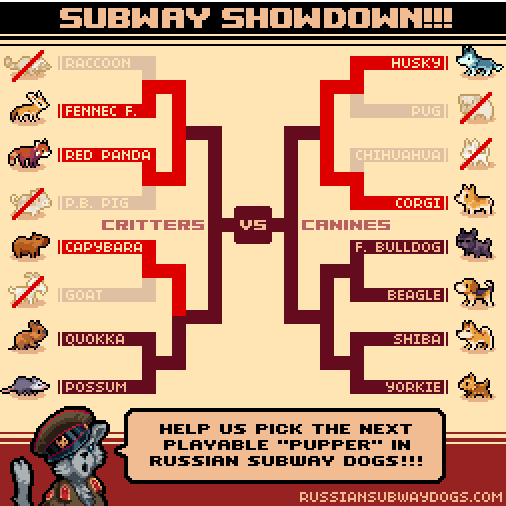 SUBWAY SHOWDOWN!!!
RACCOON
FENNEC F.
RED PANDA
P.B. PIG
CRITTERS
CAPYBARA
GOAT
QUOKKA
POSSUM
VS
HUSKY
PUG
CHIHUAHUA
CORGI
CANINES
F. BULLDOG
BEAGLE
SHIBA
YORKIE
HELP US PICK THE NEXT
PLAYABLE "PUPPER" IN
RUSSIAN SUBWAY DOGS!!!
RUSSIANSUBWAYDOGS.COM